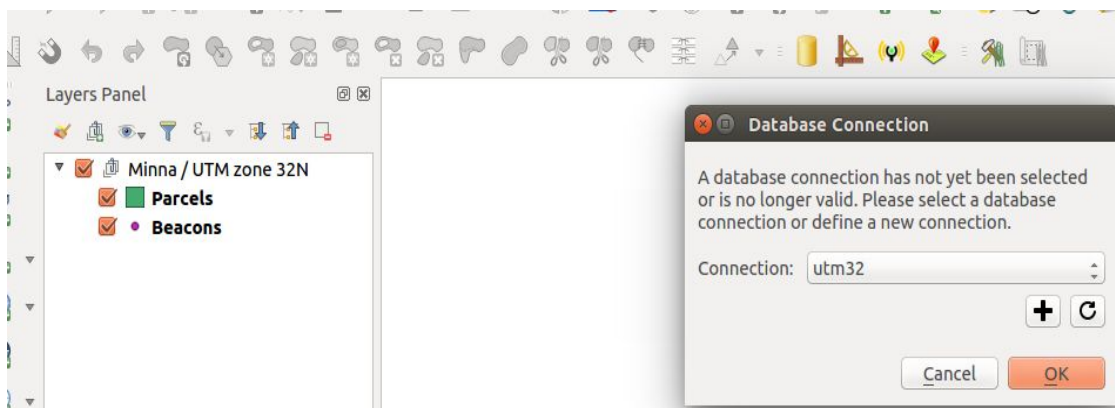 Layers Panel
Minna / UTM zone 32N
Parcels
Beacons
Database Connection
A database connection has not yet been selected
or is no longer valid. Please select a database
connection or define a new connection.
Connection: utm32
Cancel OK